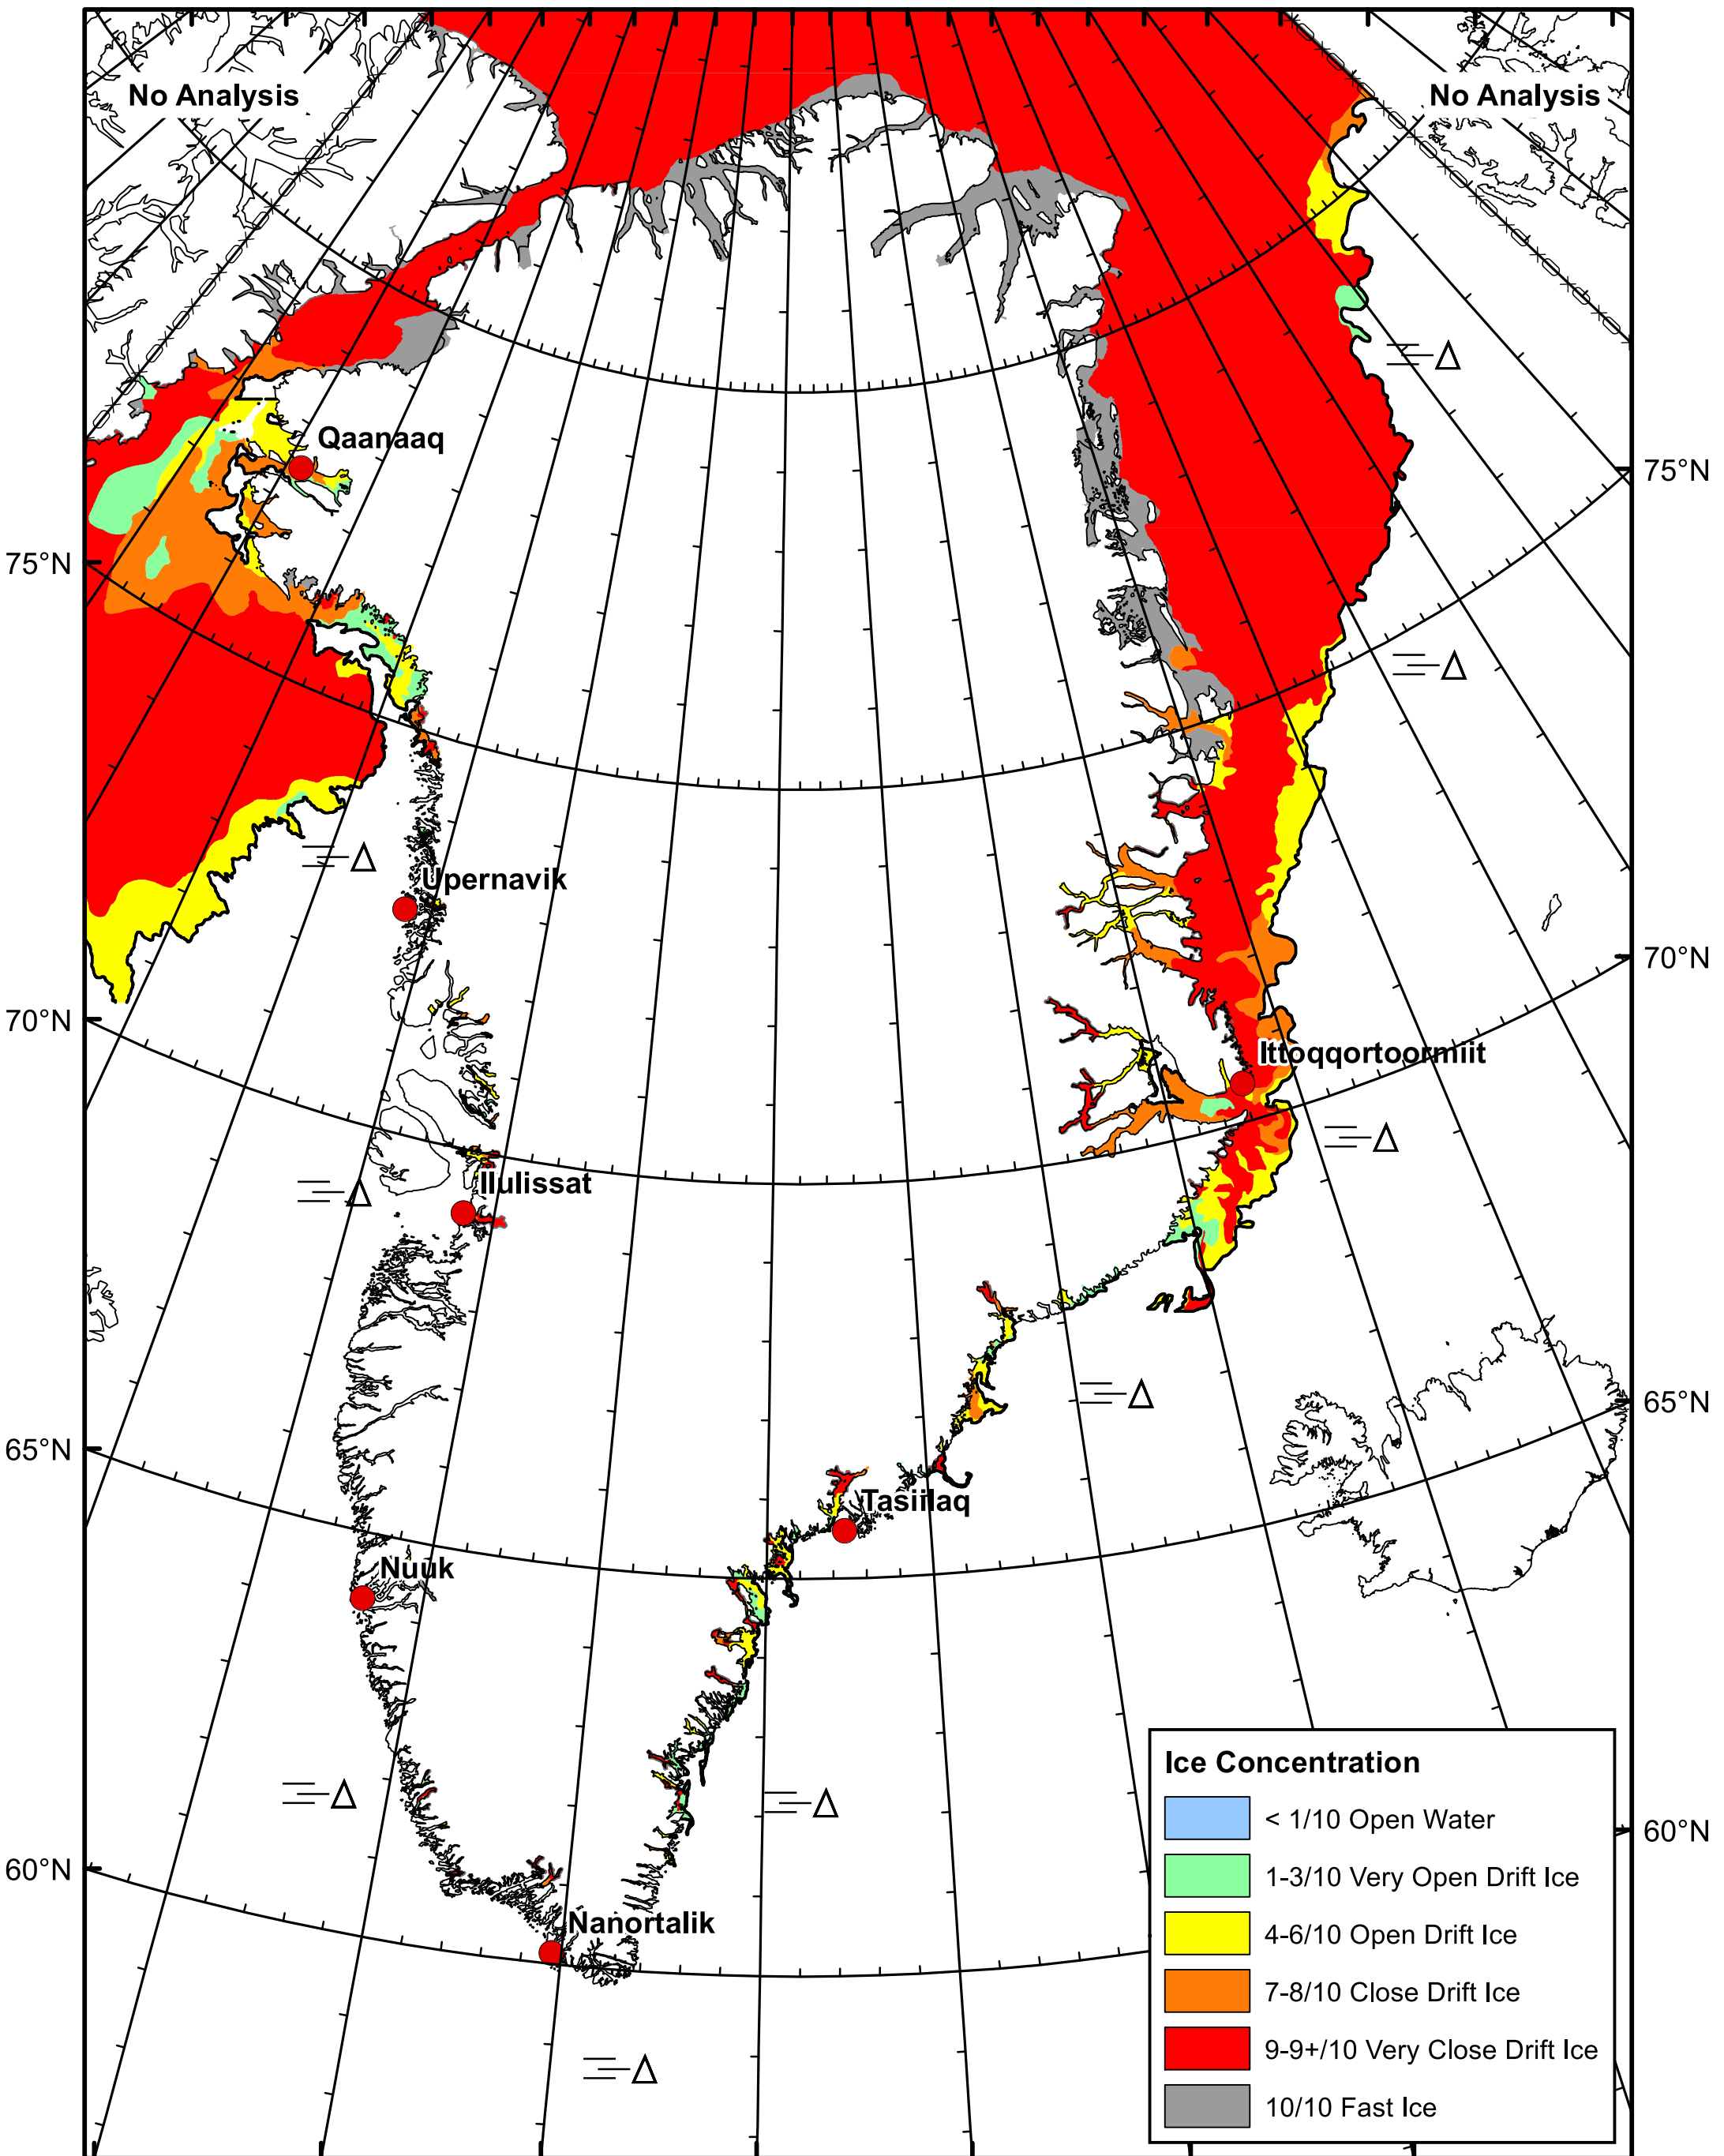 No Analysis
No Analysis
Qaanaaq
75°N
75°N
Upernavik
70°N
70°N
Ittoqqortoormiit
Ilulissat
65°N
65°N
Tasiilaq
Nuuk
Ice Concentration
< 1/10 Open Water
1-3/10 Very Open Drift Ice
4-6/10 Open Drift Ice
7-8/10 Close Drift Ice
9-9+/10 Very Close Drift Ice
10/10 Fast Ice
60°N
60°N
Nanortalik